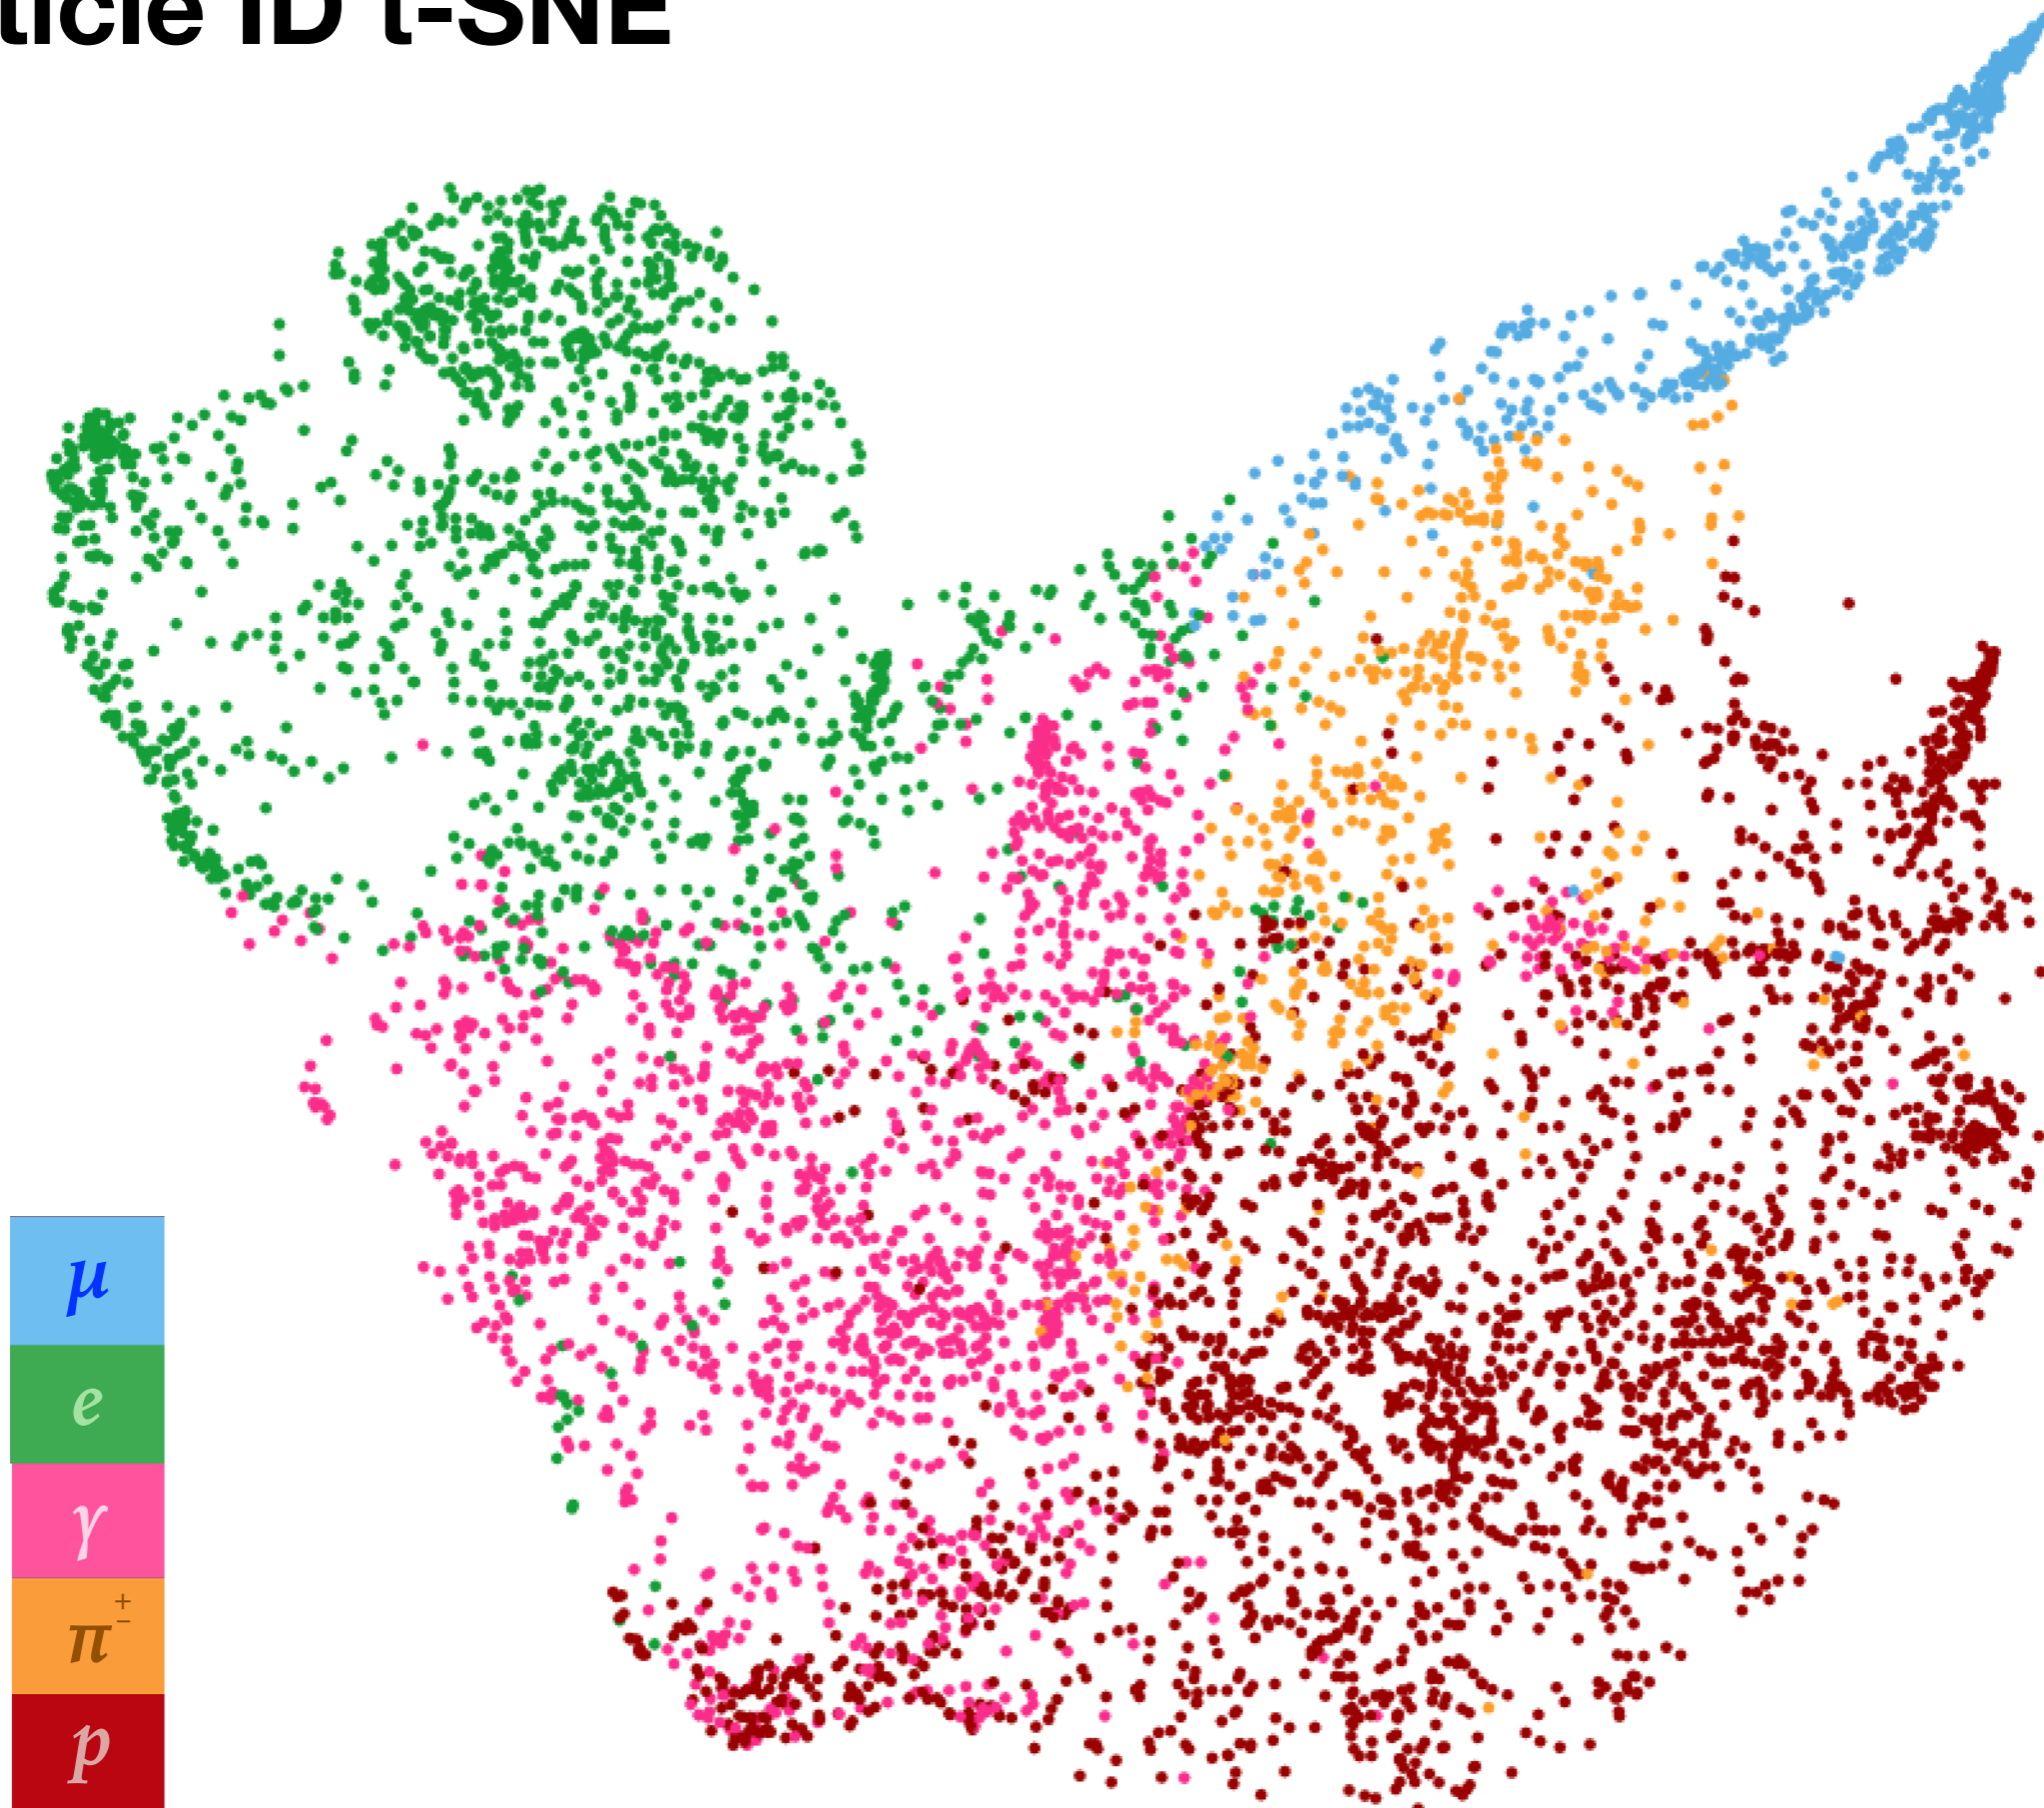 ticle ID t-SNE
μ
e
γ
π±
p